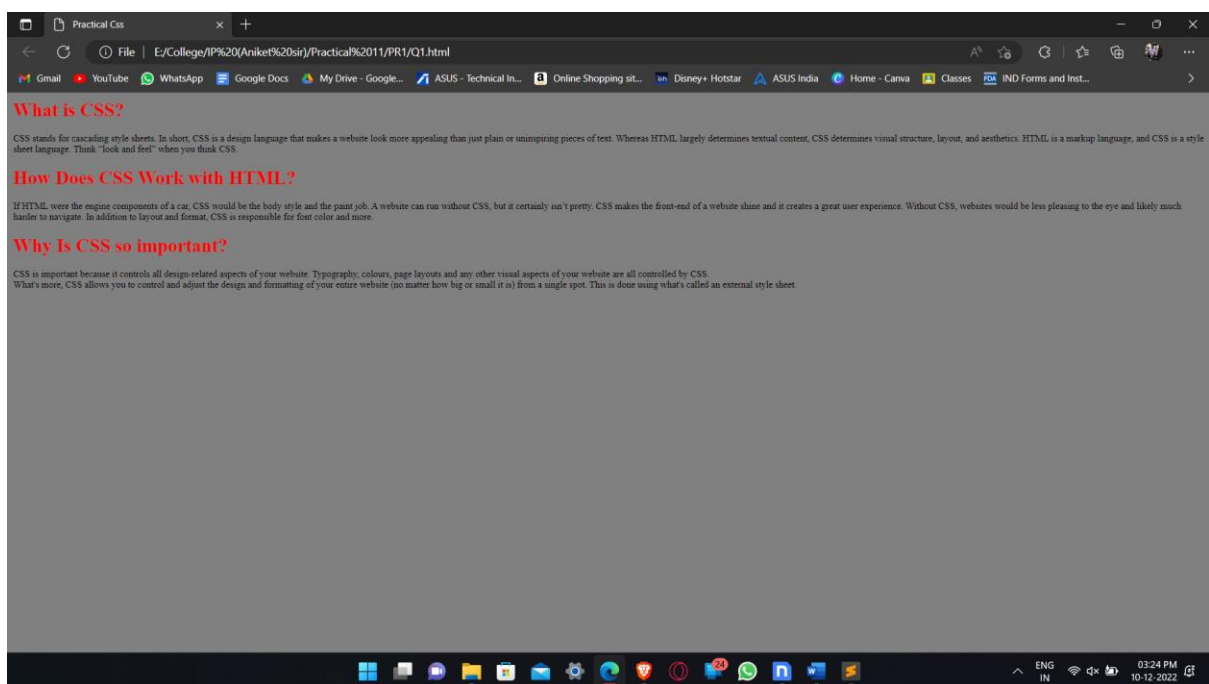 Practical Css
File | E:/College/IP%20(Aniket%20sir)/Practical%2011/PR1/Q1.html
Gmail YouTube WhatsApp Google Docs My Drive - Google... ASUS - Technical In... Online Shopping sit... Disney+ Hotstar ASUS India Home - Canva Classes FDA IND Forms and Inst...
What is CSS?
CSS stands for cascading style sheets. In short, CSS is a design language that makes a website look more appealing than just plain or uninspiring pieces of text. Whereas HTML largely determines textual content, CSS determines visual structure, layout, and aesthetics. HTML is a markup language, and CSS is a style
sheet language. Think "look and feel" when you think CSS.
How Does CSS Work with HTML?
If HTML were the engine components of a car, CSS would be the body style and the paint job. A website can run without CSS, but it certainly isn't pretty. CSS makes the front-end of a website shine and it creates a great user experience. Without CSS, websites would be less pleasing to the eye and likely much
harder to navigate. In addition to layout and format, CSS is responsible for font color and more.
Why Is CSS so important?
CSS is important because it controls all design-related aspects of your website. Typography, colours, page layouts and any other visual aspects of your website are all controlled by CSS.
What's more, CSS allows you to control and adjust the design and formatting of your entire website (no matter how big or small it is) from a single spot. This is done using what's called an external style sheet.
24
ENG 03:24 PM
IN 10-12-2022